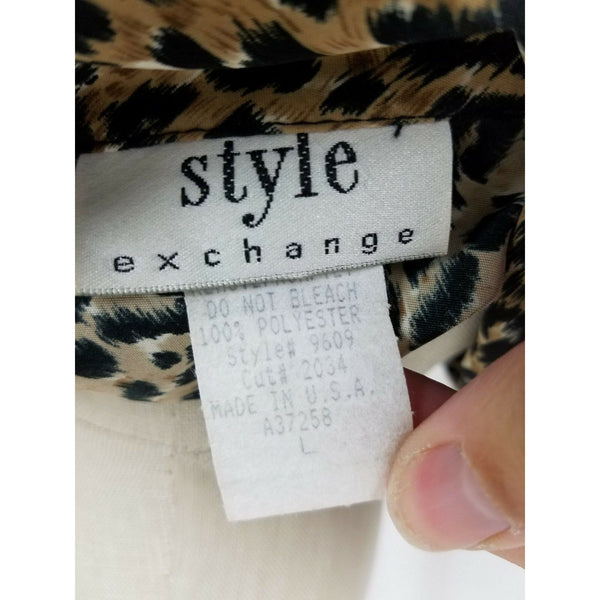 style
exchange
DO NOT BLEACH
100% POLYESTER
Style# 9609
Cut# 2034
MADE IN U.S.A.
A37258
L